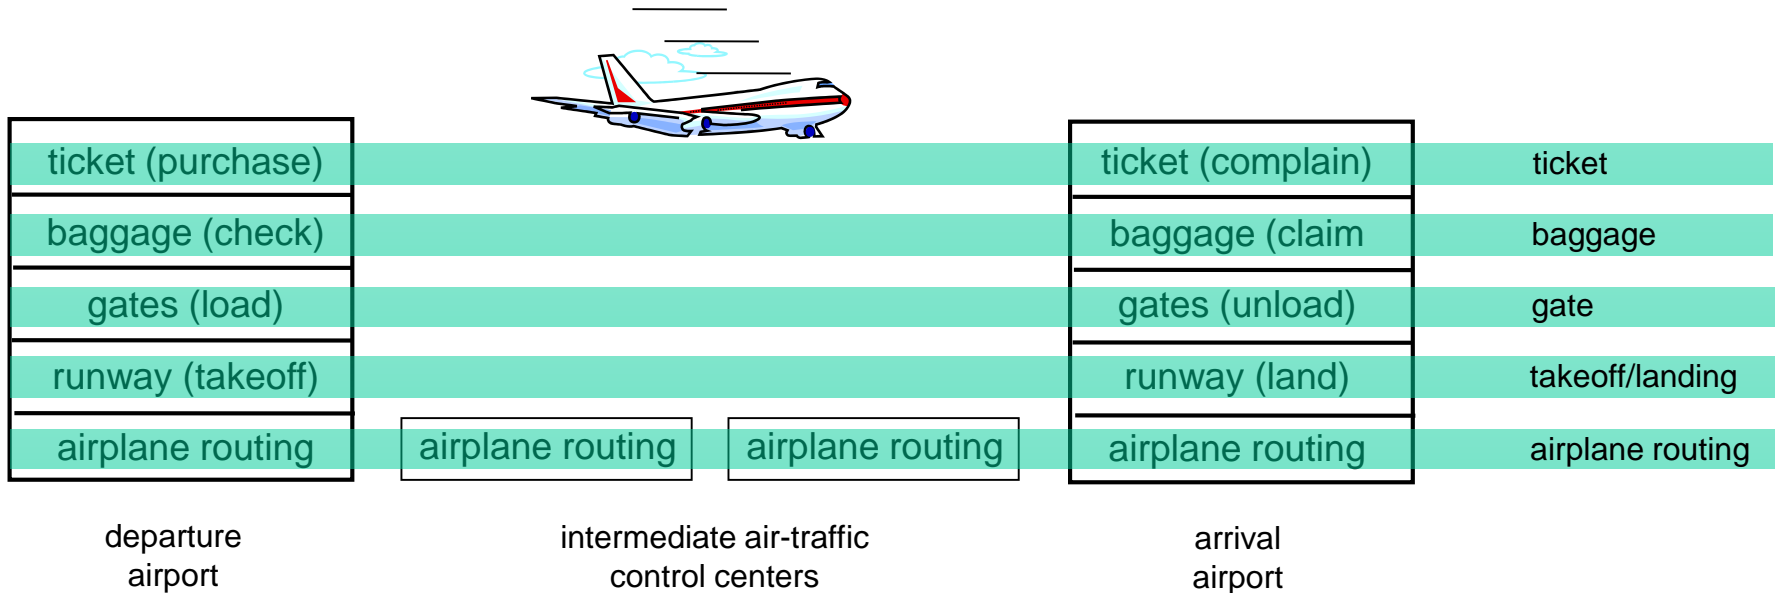 ticket (purchase)
ticket (complain)
ticket
baggage (check)
baggage (claim
baggage
gates (load)
gates (unload)
gate
runway (takeoff)
runway (land)
takeoff/landing
airplane routing
airplane routing
airplane routing
airplane routing
airplane routing
departure
airport
intermediate air-traffic
control centers
arrival
airport